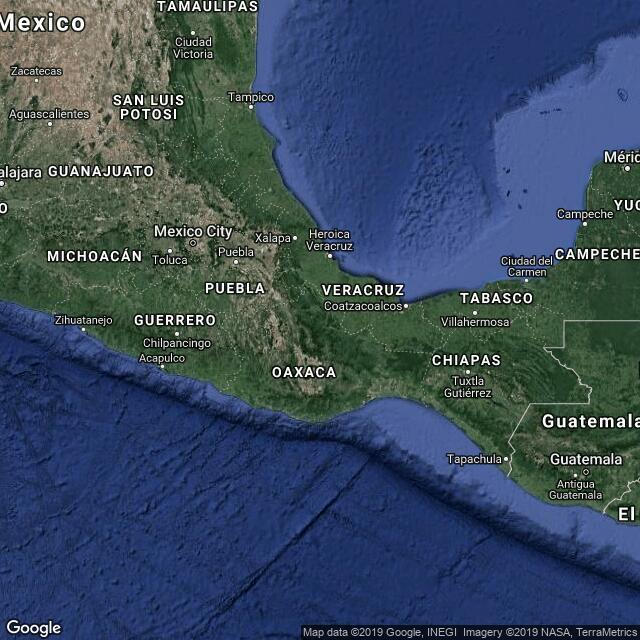 TAMAULIPAS
Mexico
Ciudad
Victoria
Zacatecas
SAN LUIS
POTOSI
Tampico
Aguascalientes
alajara
GUANAJUATO
Mérid
YUC
O
Campeche
Mexico City
Xalapa
Heroica
Veracruz
MICHOACÁN
Toluca
Puebla
CAMPECHE
Ciudad del
Carmen
PUEBLA
VERACRUZ
Coatzacoalcos
TABASCO
Villahermosa
Zihuatanejo
GUERRERO
Chilpancingo
Acapulco
OAXACA
CHIAPAS
Tuxtla
Gutiérrez
Guatemala
Tapachula
Guatemala
Antigua
Guatemala
El
Google
Map data ©2019 Google, INEGI Imagery ©2019 NASA, TerraMetrics